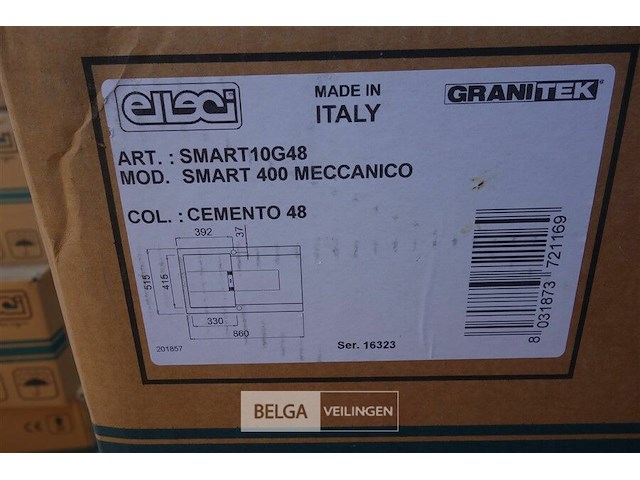 elleci
MADE IN
ITALY
GRANITEK®
ART. : SMART10G48
MOD. SMART 400 MECCANICO
COL. : CEMENTO 48
392
37
515
415
330
860
201857
Ser. 16323
8 031873 721169
BELGA VEILINGEN
CE